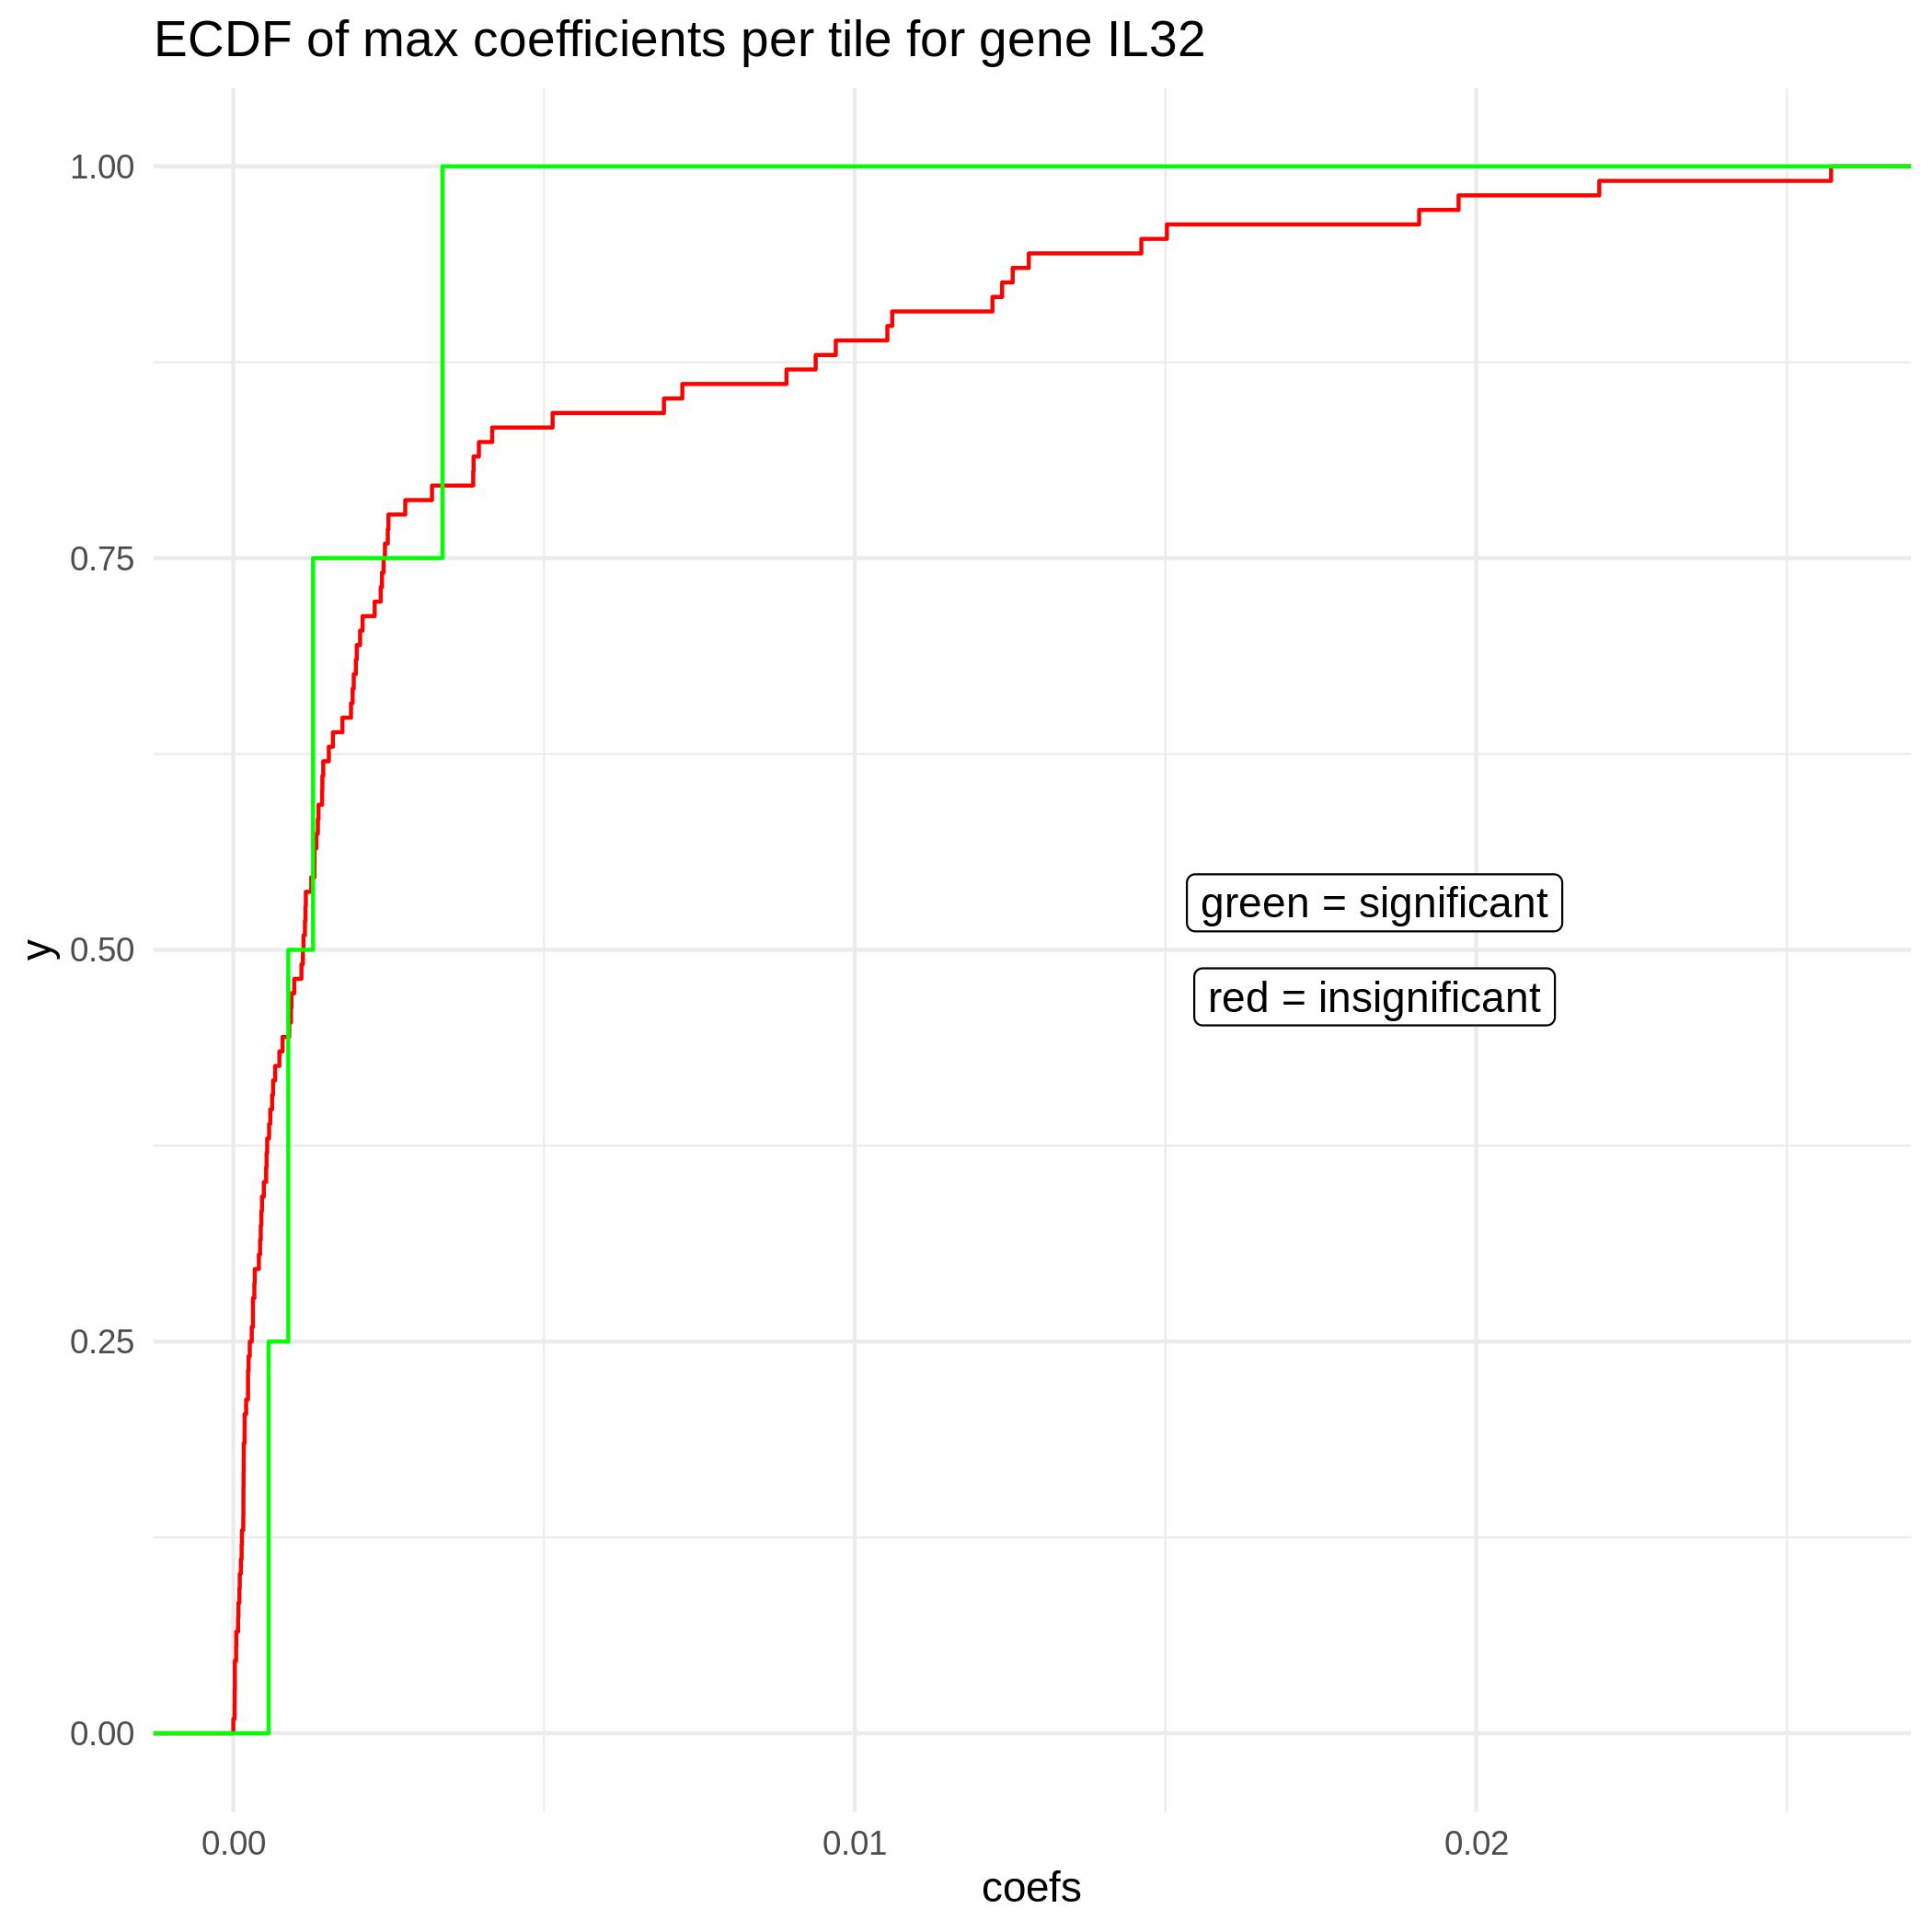 ECDF of max coefficients per tile for gene IL32
1.00
0.75
0.50
0.25
0.00
y
green = significant
red = insignificant
0.00
0.01
0.02
coefs